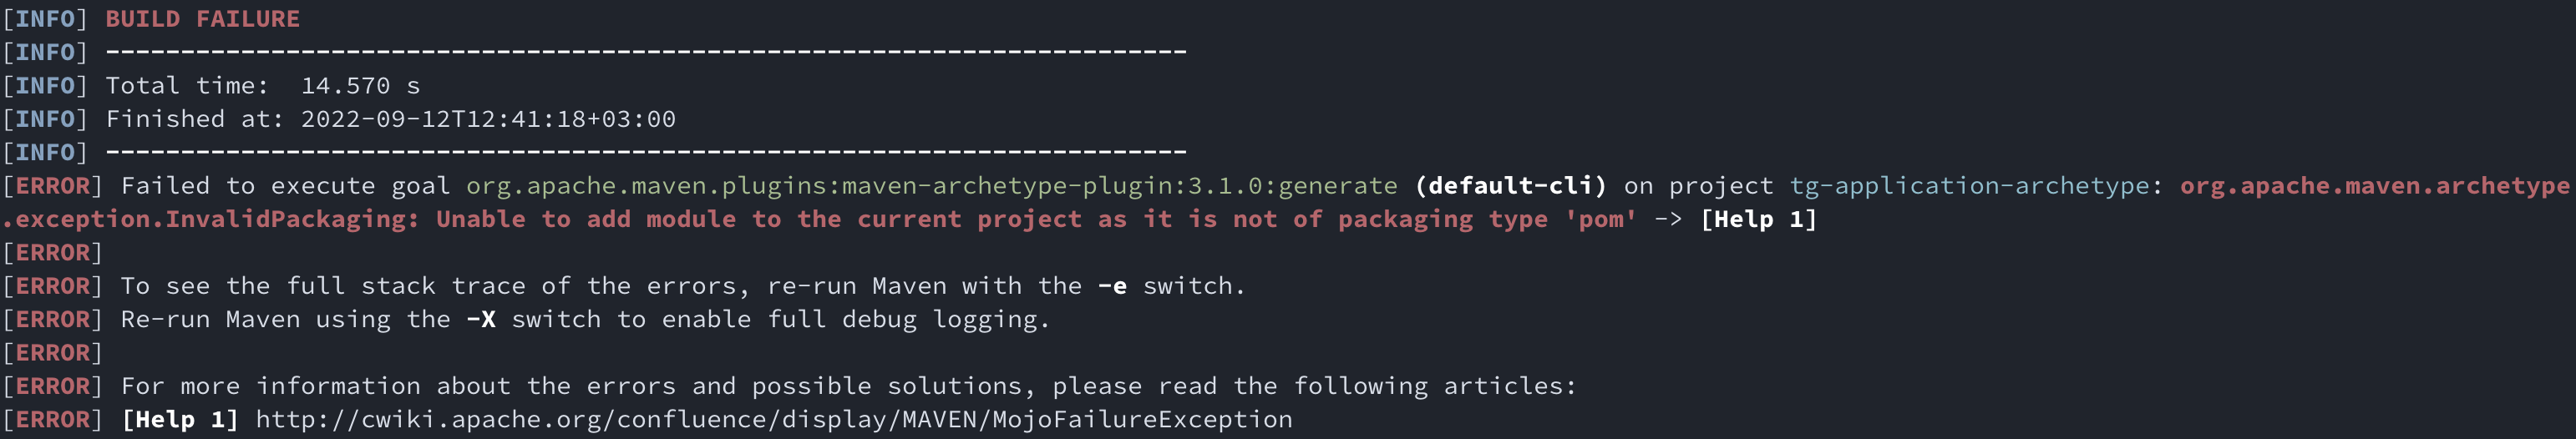 [INFO] BUILD FAILURE
[INFO] ------------------------------------------------------------------------
[INFO] Total time:  14.570 s
[INFO] Finished at: 2022-09-12T12:41:18+03:00
[INFO] ------------------------------------------------------------------------
[ERROR] Failed to execute goal org.apache.maven.plugins:maven-archetype-plugin:3.1.0:generate (default-cli) on project tg-application-archetype: org.apache.maven.archetype
.exception.InvalidPackaging: Unable to add module to the current project as it is not of packaging type 'pom' -> [Help 1]
[ERROR]
[ERROR] To see the full stack trace of the errors, re-run Maven with the -e switch.
[ERROR] Re-run Maven using the -X switch to enable full debug logging.
[ERROR]
[ERROR] For more information about the errors and possible solutions, please read the following articles:
[ERROR] [Help 1] http://cwiki.apache.org/confluence/display/MAVEN/MojoFailureException